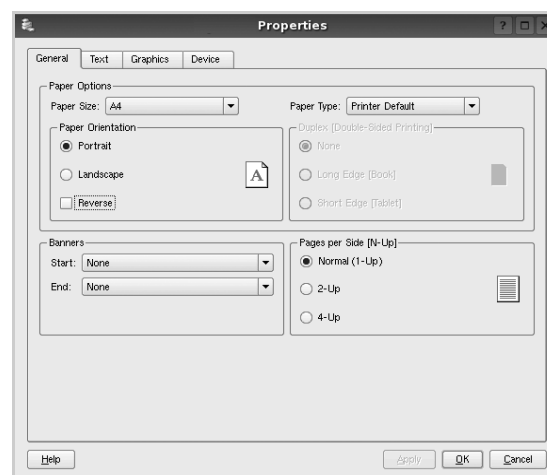 Properties
General Text Graphics Device
Paper Options
Paper Size: A4 Paper Type: Printer Default
Paper Orientation Duplex [Double-Sided Printing]
Portrait None
Landscape Long Edge [Book]
A
Reverse Short Edge [Tablet]
Banners Pages per Side [N-Up]
Start: None Normal (1-Up)
End: None 2-Up
4-Up
Help Apply OK Cancel